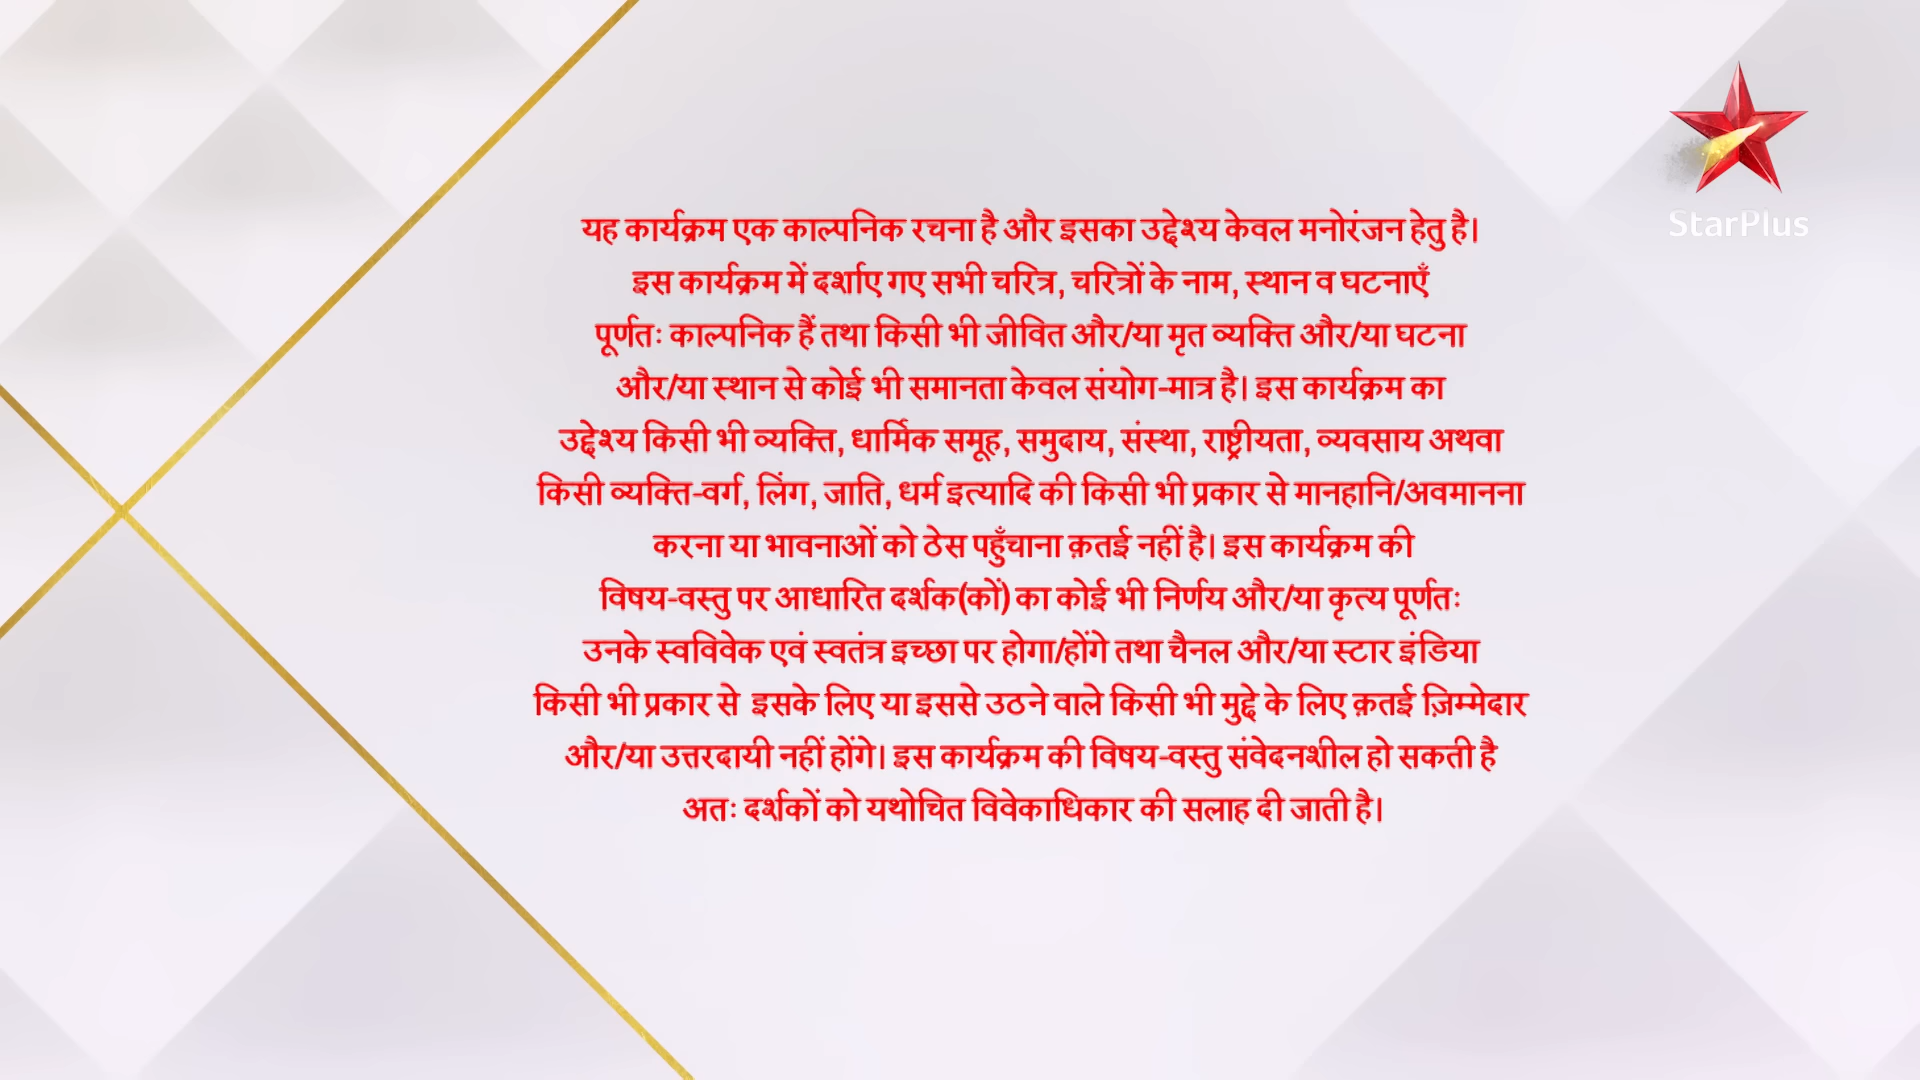 यह कार्यक्रम एक काल्पनिक रचना है और इसका उद्देश्य केवल मनोरंजन हेतु है।
इस कार्यक्रम में दर्शाए गए सभी चरित्र, चरित्रों के नाम, स्थान व घटनाएँ
पूर्णतः काल्पनिक हैं तथा किसी भी जीवित और/या मृत व्यक्ति और/या घटना
और/या स्थान से कोई भी समानता केवल संयोग-मात्र है। इस कार्यक्रम का
उद्देश्य किसी भी व्यक्ति, धार्मिक समूह, समुदाय, संस्था, राष्ट्रीयता, व्यवसाय अथवा
किसी व्यक्ति-वर्ग, लिंग, जाति, धर्म इत्यादि की किसी भी प्रकार से मानहानि/अवमानना
करना या भावनाओं को ठेस पहुँचाना क़तई नहीं है। इस कार्यक्रम की
विषय-वस्तु पर आधारित दर्शक(कों) का कोई भी निर्णय और/या कृत्य पूर्णतः
उनके स्वविवेक एवं स्वतंत्र इच्छा पर होगा/होंगे तथा चैनल और/या स्टार इंडिया
किसी भी प्रकार से इसके लिए या इससे उठने वाले किसी भी मुद्दे के लिए क़तई ज़िम्मेदार
और/या उत्तरदायी नहीं होंगे। इस कार्यक्रम की विषय-वस्तु संवेदनशील हो सकती है
अतः दर्शकों को यथोचित विवेकाधिकार की सलाह दी जाती है।
StarPlus